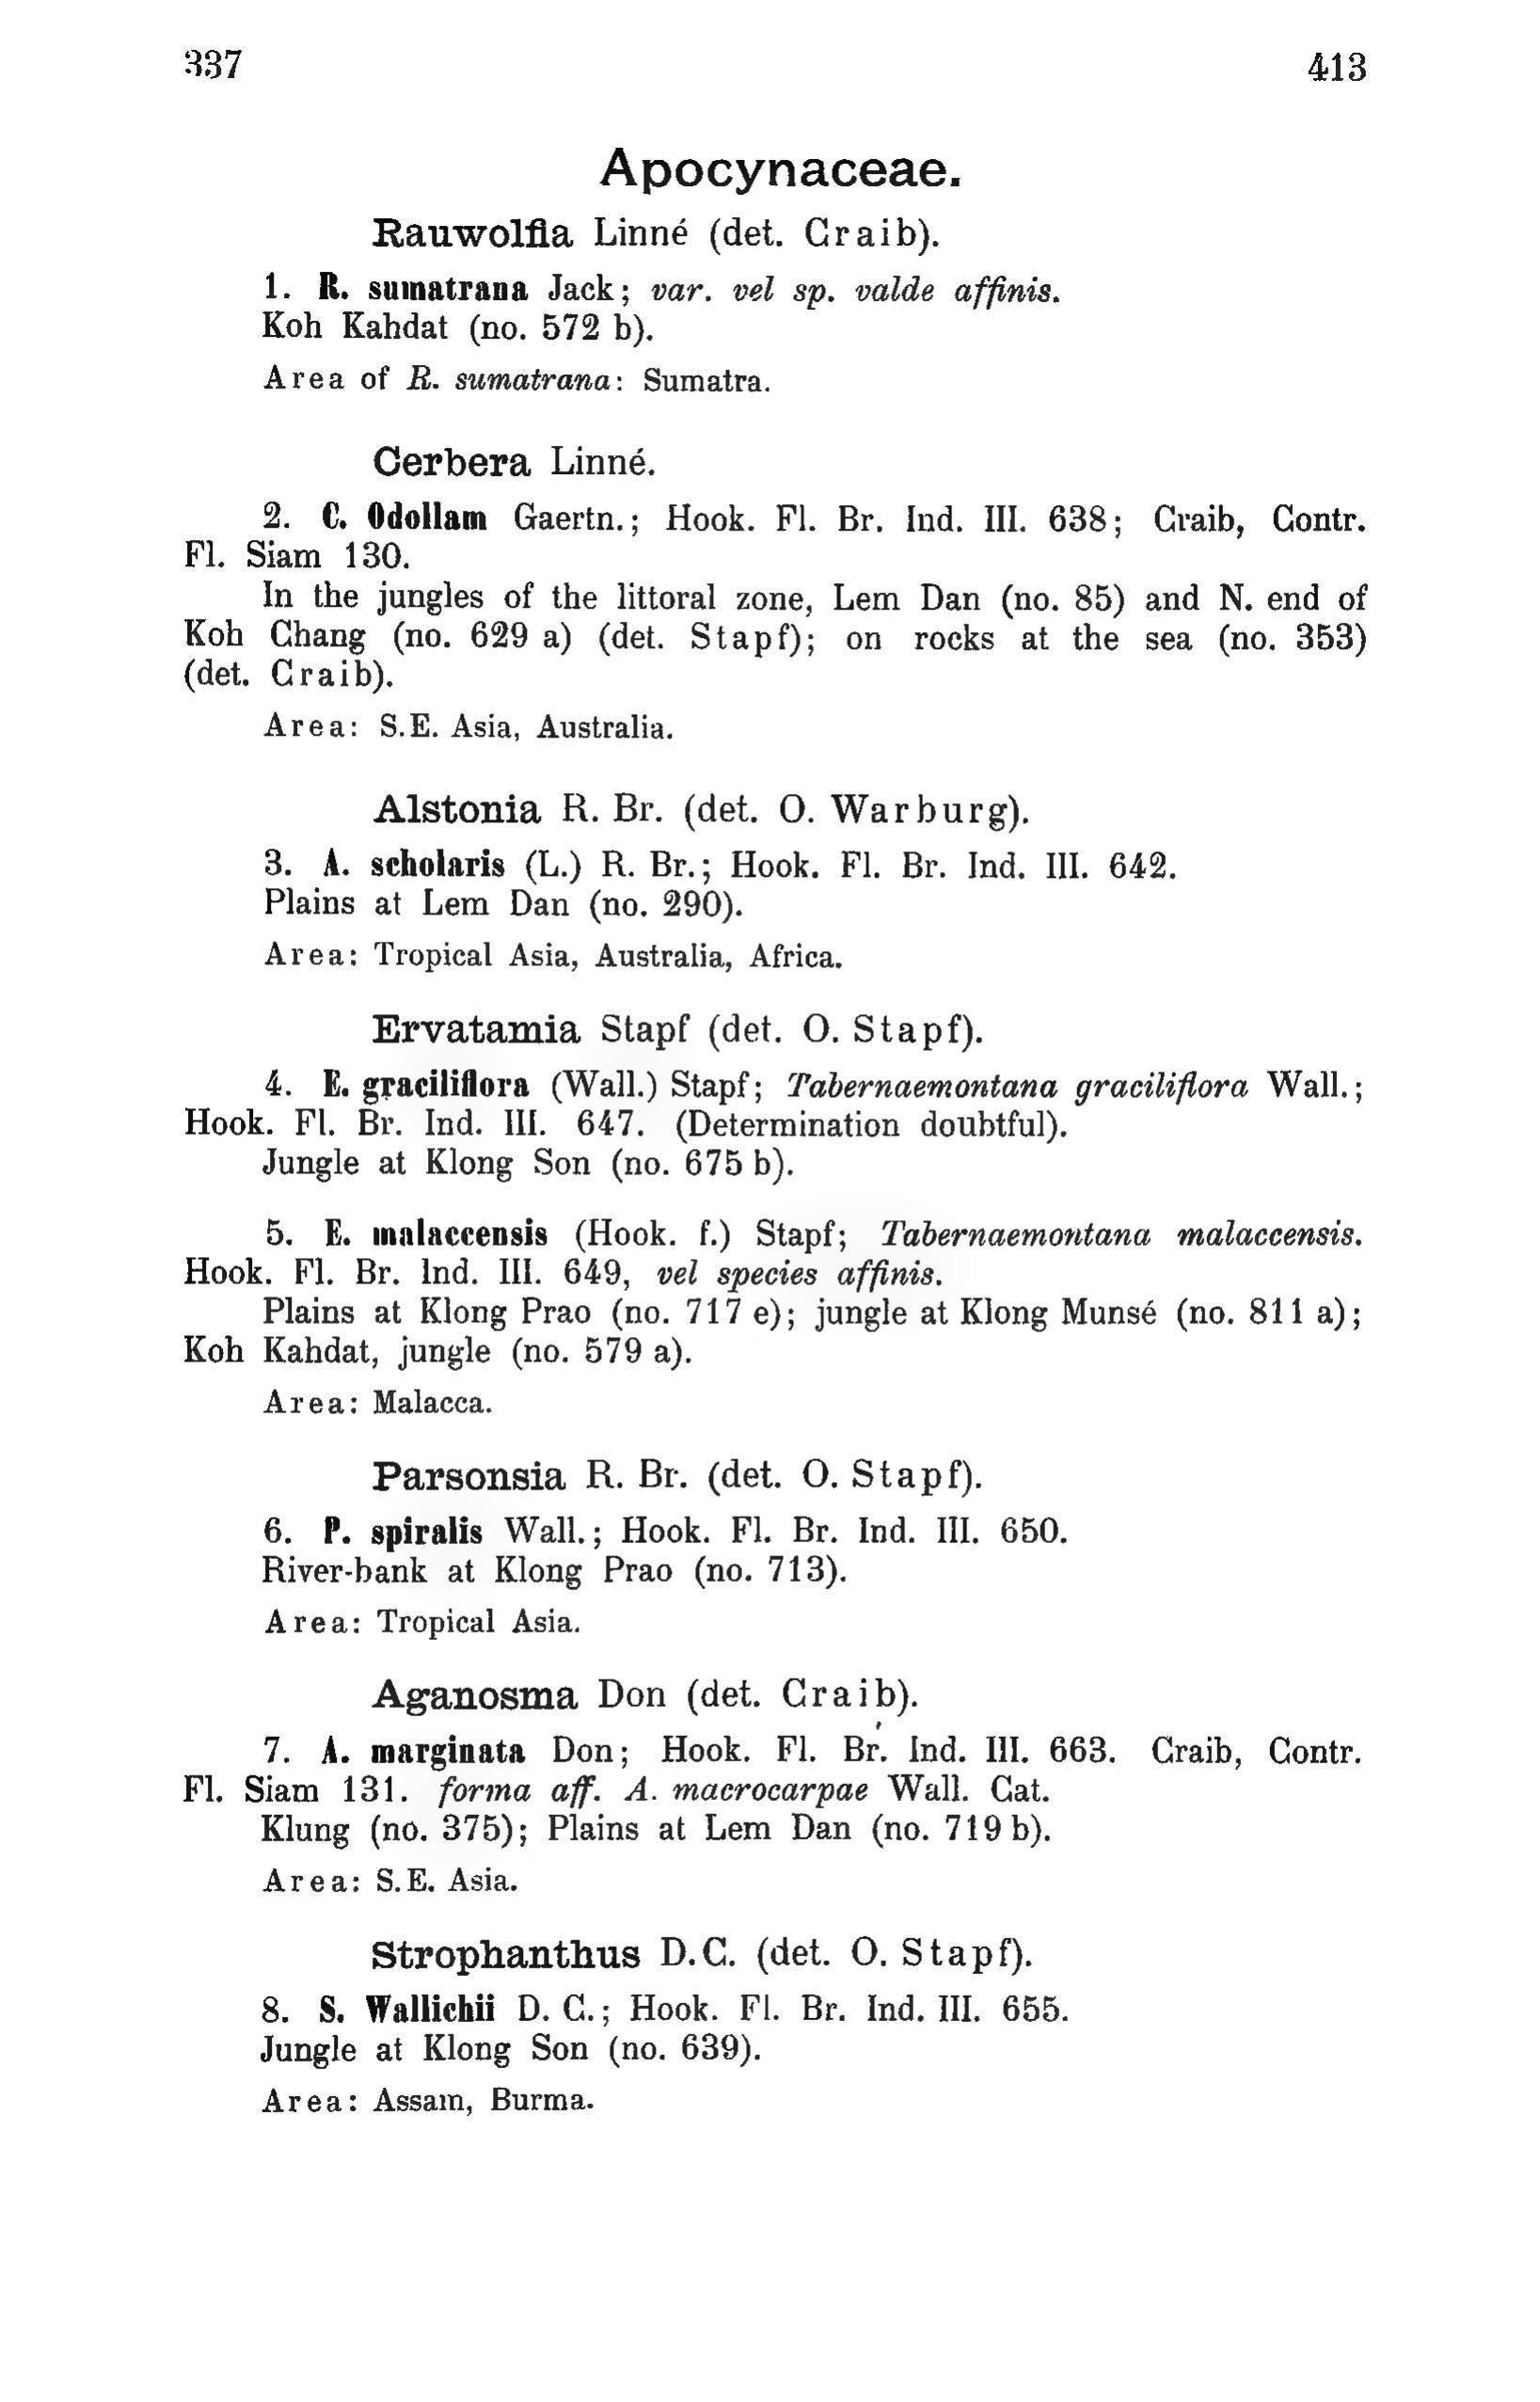 337 413
Apocynaceae.
Rauwolfia Linné (det. Craib).
1. R. sumatrana Jack; var. vel sp. valde affinis.
Koh Kahdat (no. 572 b).
Area of R. sumatrana: Sumatra.
Cerbera Linné.
2. C. Odollam Gaertn.; Hook. Fl. Br. Ind. III. 638; Craib, Contr.
Fl. Siam 130.
In the jungles of the littoral zone, Lem Dan (no. 85) and N. end of
Koh Chang (no. 629 a) (det. Stapf); on rocks at the sea (no. 353)
(det. Craib).
Area: S.E. Asia, Australia.
Alstonia R. Br. (det. O. Warburg).
3. A. scholaris (L.) R. Br.; Hook. Fl. Br. Ind. III. 642.
Plains at Lem Dan (no. 290).
Area: Tropical Asia, Australia, Africa.
Ervatamia Stapf (det. O. Stapf).
4. E. graciliflora (Wall.) Stapf; Tabernaemontana graciliflora Wall.;
Hook. Fl. Br. Ind. III. 647. (Determination doubtful).
Jungle at Klong Son (no. 675 b).
5. E. malaccensis (Hook. f.) Stapf; Tabernaemontana malaccensis.
Hook. Fl. Br. Ind. III. 649, vel species affinis.
Plains at Klong Prao (no. 717 e); jungle at Klong Munsé (no. 811 a);
Koh Kahdat, jungle (no. 579 a).
Area: Malacca.
Parsonsia R. Br. (det. O. Stapf).
6. P. spiralis Wall.; Hook. Fl. Br. Ind. III. 650.
River-bank at Klong Prao (no. 713).
Area: Tropical Asia.
Aganosma Don (det. Craib).
7. A. marginata Don; Hook. Fl. Br. Ind. III. 663. Craib, Contr.
Fl. Siam 131. forma aff. A. macrocarpae Wall. Cat.
Klung (no. 375); Plains at Lem Dan (no. 719 b).
Area: S.E. Asia.
Strophanthus D.C. (det. O. Stapf).
8. S. Wallichii D. C.; Hook. Fl. Br. Ind. III. 655.
Jungle at Klong Son (no. 639).
Area: Assam, Burma.